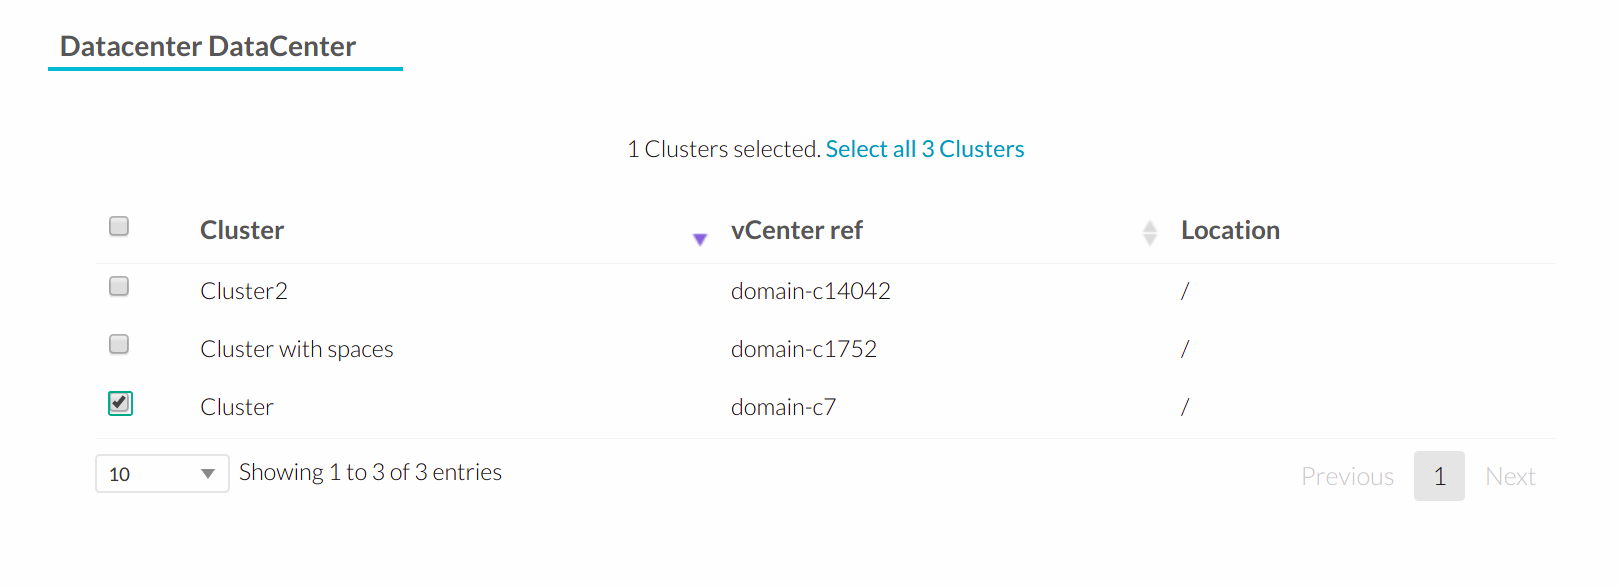 Datacenter DataCenter
1 Clusters selected. Select all 3 Clusters
Cluster vCenter ref Location
Cluster2 domain-c14042 /
Cluster with spaces domain-c1752 /
Cluster domain-c7 /
10 Showing 1 to 3 of 3 entries Previous 1 Next